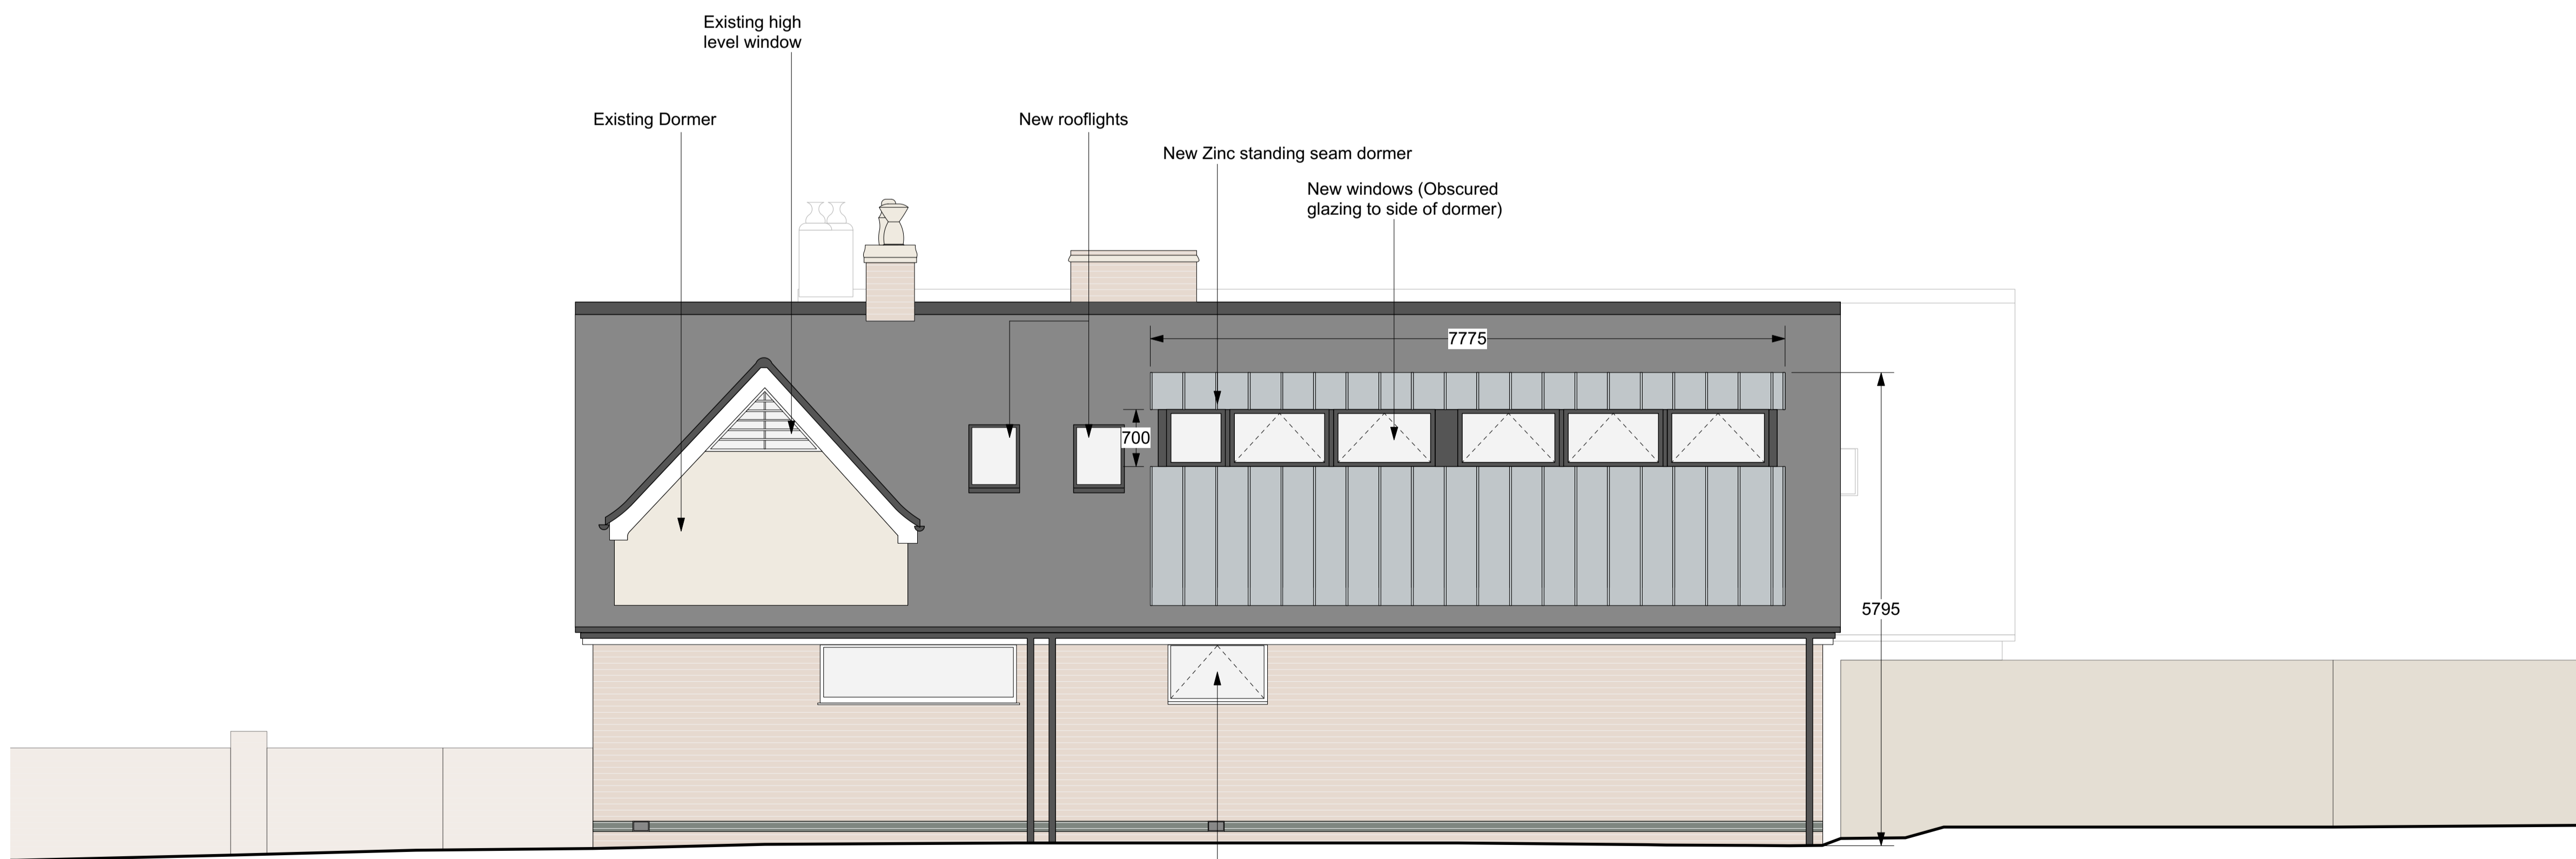 Existing high
level window
Existing Dormer
New rooflights
New Zinc standing seam dormer
New windows (Obscured
glazing to side of dormer)
7775
700
5795